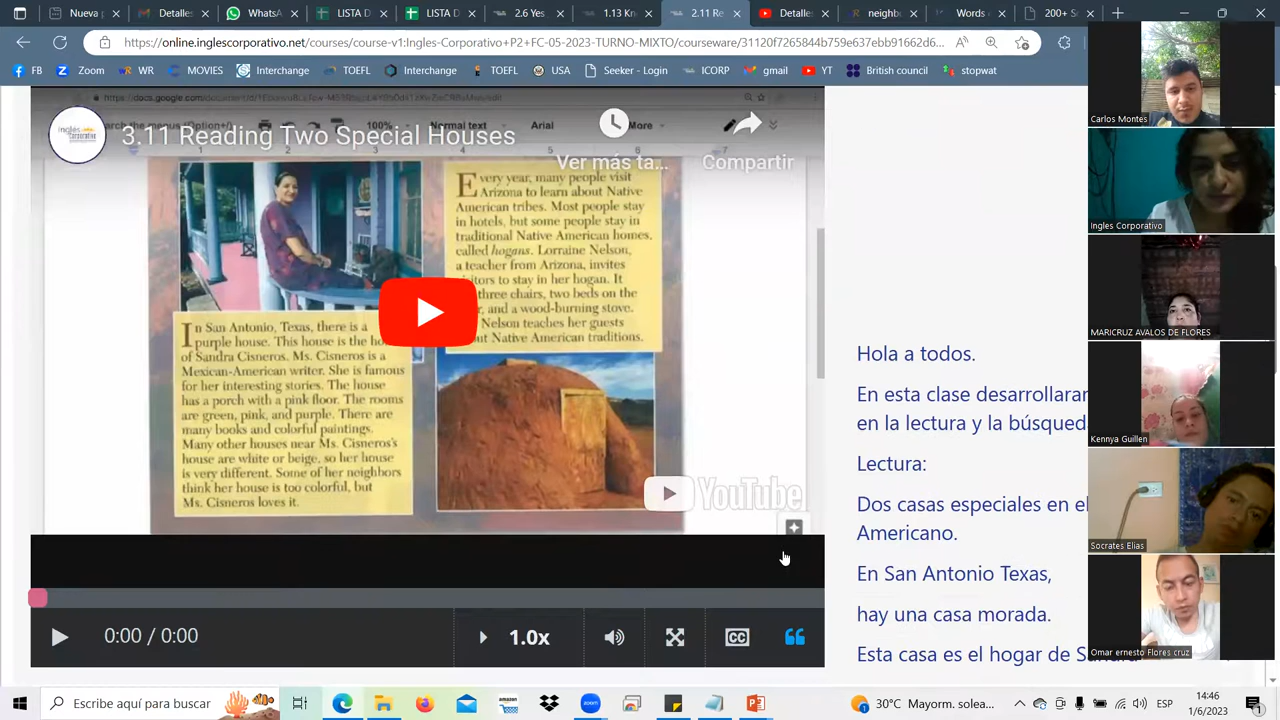 Detalles
WhatsA
LISTA D
LISTA D
2.6 Yes
1.13 Kn
2.11 Re
Detalle
neighb
Words
200+ S
https://online.inglescorporativo.net/courses/course-v1:Ingles-Corporativo+P2+FC-05-2023-TURNO-MIXTO/courseware/31120f7265844b759e637ebb91662d6...
FB
Zoom
WR
MOVIES
Interchange
TOEFL
Interchange
TOEFL
USA
Seeker - Login
ICORP
gmail
YT
British council
stopwat
3.11 Reading Two Special Houses
100%
Normal text
Arial
More
Ver más ta...
Compartir
In San Antonio, Texas, there is a
purple house. This house is the ho
of Sandra Cisneros. Ms. Cisneros is a
Mexican-American writer. She is famous
for her interesting stories. The house
has a porch with a pink floor. The rooms
are green, pink, and purple. There are
many books and colorful paintings.
Many other houses near Ms. Cisneros's
house are white or beige, so her house
is very different. Some of her neighbors
think her house is too colorful, but
Ms. Cisneros loves it.
Every year, many people visit
Arizona to learn about Native
American tribes. Most people stay
in hotels, but some people stay in
traditional Native American homes,
called hogans. Lorraine Nelson,
a teacher from Arizona, invites
itors to stay in her hogan. It
three chairs, two beds on the
r, and a wood-burning stove.
Nelson teaches her guests
ut Native American traditions.
YouTube
0:00 / 0:00
1.0x
CC
Hola a todos.
En esta clase desarrollarar
en la lectura y la búsqued
Lectura:
Dos casas especiales en el
Americano.
En San Antonio Texas,
hay una casa morada.
Esta casa es el hogar de Sandra
Carlos Montes
Ingles Corporativo
MARICRUZ AVALOS DE FLORES
Kennya Guillen
Socrates Elias
Omar ernesto Flores cruz
Escribe aquí para buscar
30°C Mayorm. solea...
ESP
14:46
1/6/2023
1